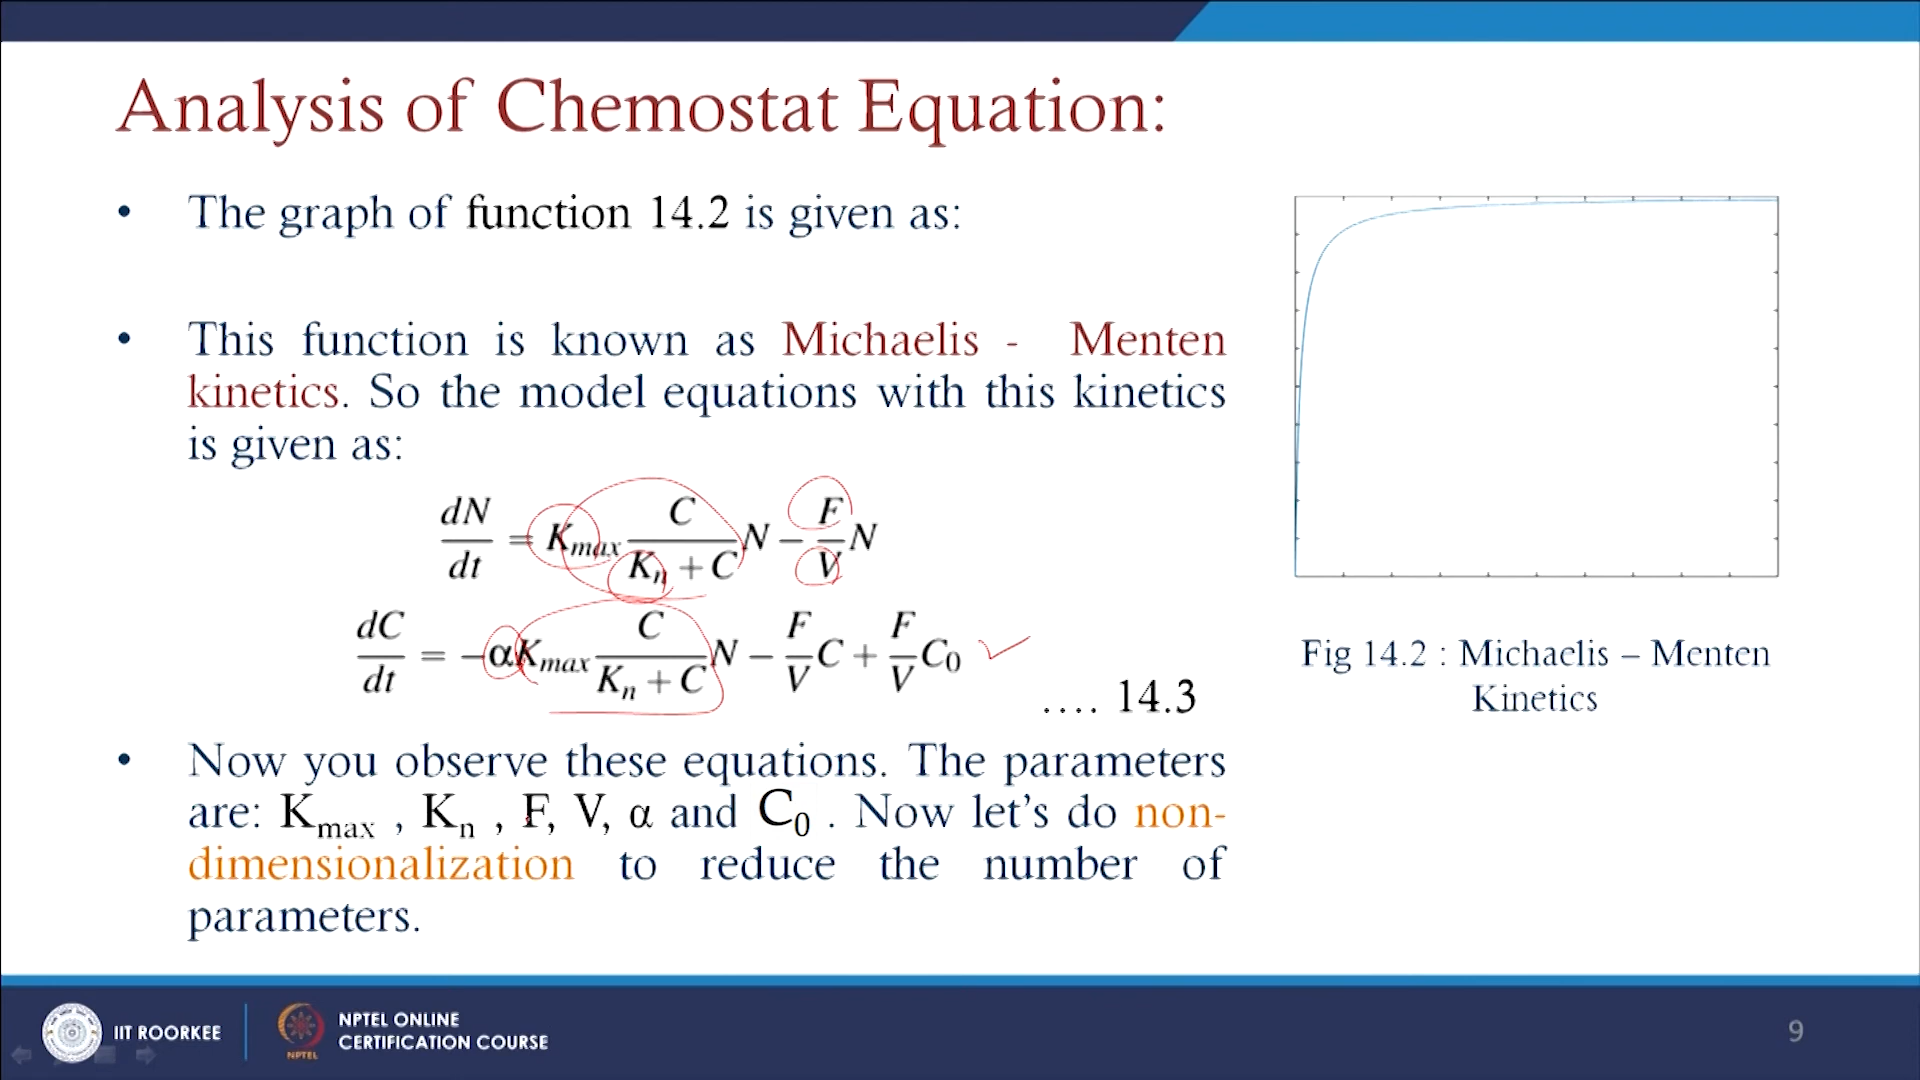 Analysis of Chemostat Equation:
• The graph of function 14.2 is given as:
• This function is known as Michaelis - Menten
kinetics. So the model equations with this kinetics
is given as:
dN/dt = K_max C/(K_n + C) N − F/V N
dC/dt = −αK_max C/(K_n + C) N − F/V C + F/V C_0
.... 14.3
• Now you observe these equations. The parameters
are: K_max , K_n , F, V, α and C_0 . Now let’s do non-
dimensionalization to reduce the number of
parameters.
Fig 14.2 : Michaelis – Menten
Kinetics
IIT ROORKEE
NPTEL
NPTEL ONLINE
CERTIFICATION COURSE
9